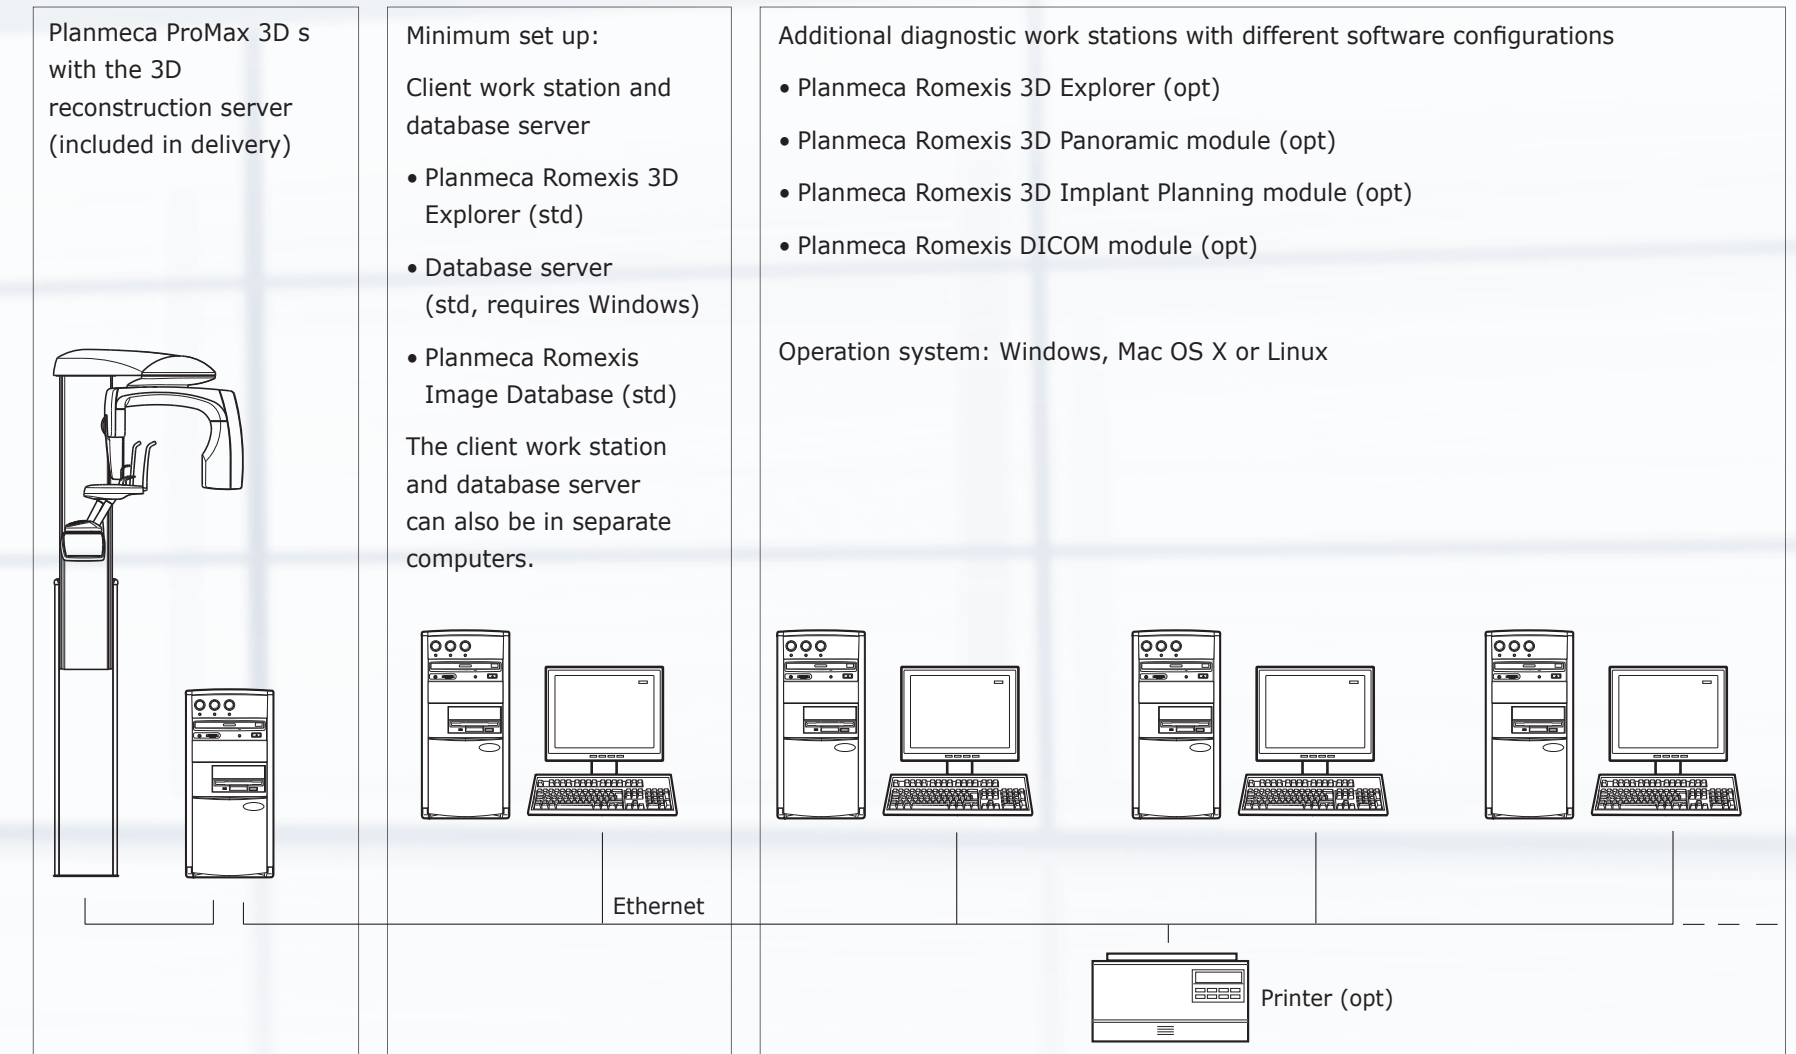 Planmeca ProMax 3D s
with the 3D
reconstruction server
(included in delivery)
Minimum set up:
Client work station and
database server
• Planmeca Romexis 3D
Explorer (std)
• Database server
(std, requires Windows)
• Planmeca Romexis
Image Database (std)
The client work station
and database server
can also be in separate
computers.
Additional diagnostic work stations with different software configurations
• Planmeca Romexis 3D Explorer (opt)
• Planmeca Romexis 3D Panoramic module (opt)
• Planmeca Romexis 3D Implant Planning module (opt)
• Planmeca Romexis DICOM module (opt)
Operation system: Windows, Mac OS X or Linux
Ethernet
Printer (opt)